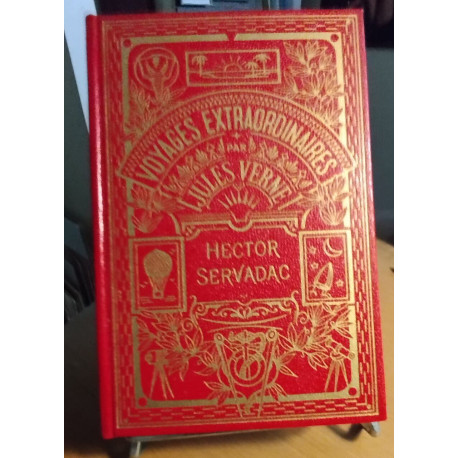 VOYAGES EXTRAORDINAIRES
PAR
JULES VERNE
HECTOR
SERVADAC